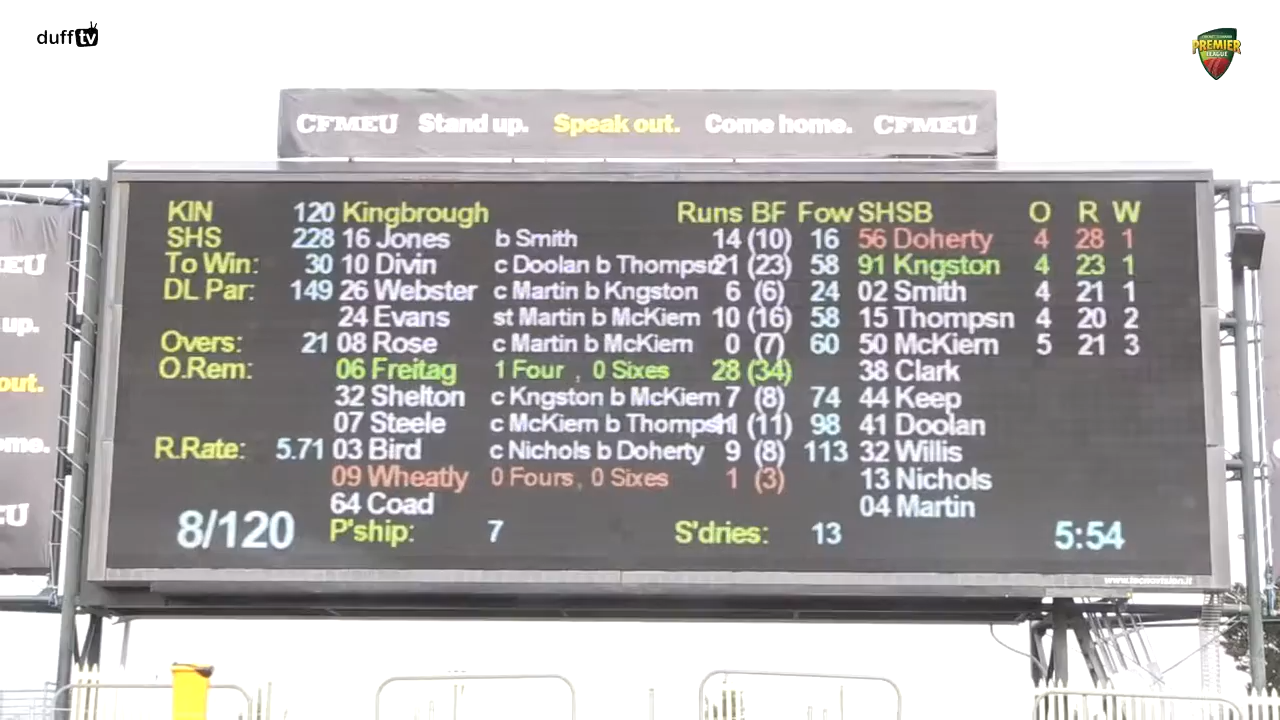 duff tv
PREMIER
LEAGUE
CFMEU Stand up. Speak out. Come home. CFMEU
KIN 120 Kingbrough Runs BF Fow SHSB O R W
SHS 228 16 Jones b Smith 14 (10) 16 56 Doherty 4 28 1
To Win: 30 10 Divin c Doolan b Thompsn 21 (23) 58 91 Kngston 4 23 1
DL Par: 149 26 Webster c Martin b Kngston 6 (6) 24 02 Smith 4 21 1
24 Evans st Martin b McKiern 10 (16) 58 15 Thompsn 4 20 2
Overs: 21 08 Rose c Martin b McKiern 0 (7) 60 50 McKiern 5 21 3
O.Rem: 06 Freitag 1 Four , 0 Sixes 28 (34) 38 Clark
32 Shelton c Kngston b McKiern 7 (8) 74 44 Keep
07 Steele c McKiern b Thompsn 11 (11) 98 41 Doolan
R.Rate: 5.71 03 Bird c Nichols b Doherty 9 (8) 113 32 Willis
09 Wheatly 0 Fours , 0 Sixes 1 (3) 13 Nichols
64 Coad 04 Martin
8/120 P'ship: 7 S'dries: 13 5:54
www.tecnovision.it
EU
up.
out.
ome.
EU